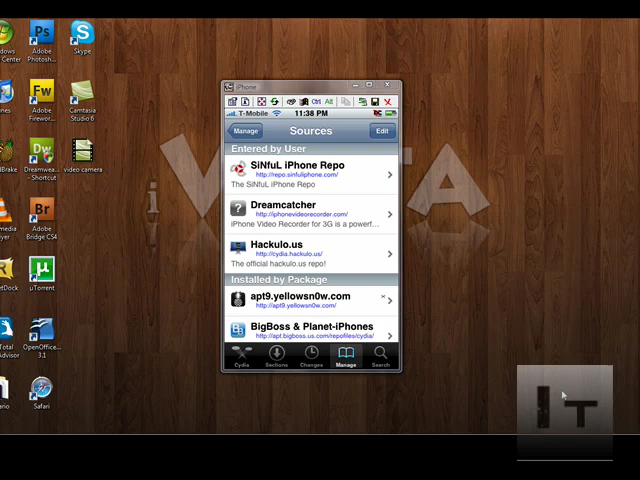 Adobe
Photosh...
Skype
Adobe
Firewor...
Camtasia
Studio 6
Dreamwea...
- Shortcut
video camera
Adobe
Bridge CS4
µTorrent
OpenOffice...
3.1
Safari
iPhone
Ctrl Alt
T-Mobile
11:38 PM
Manage
Sources
Edit
Entered by User
SiNfuL iPhone Repo
http://repo.sinfuliphone.com/
The SiNfuL iPhone Repo
Dreamcatcher
http://iphonevideorecorder.com/
iPhone Video Recorder for 3G is a powerf...
Hackulo.us
http://cydia.hackulo.us/
The official hackulo.us repo!
Installed by Package
apt9.yellowsn0w.com
http://apt9.yellowsn0w.com/
BigBoss & Planet-iPhones
http://apt.bigboss.us.com/repofiles/cydia/
Cydia
Sections
Changes
Manage
Search
IT